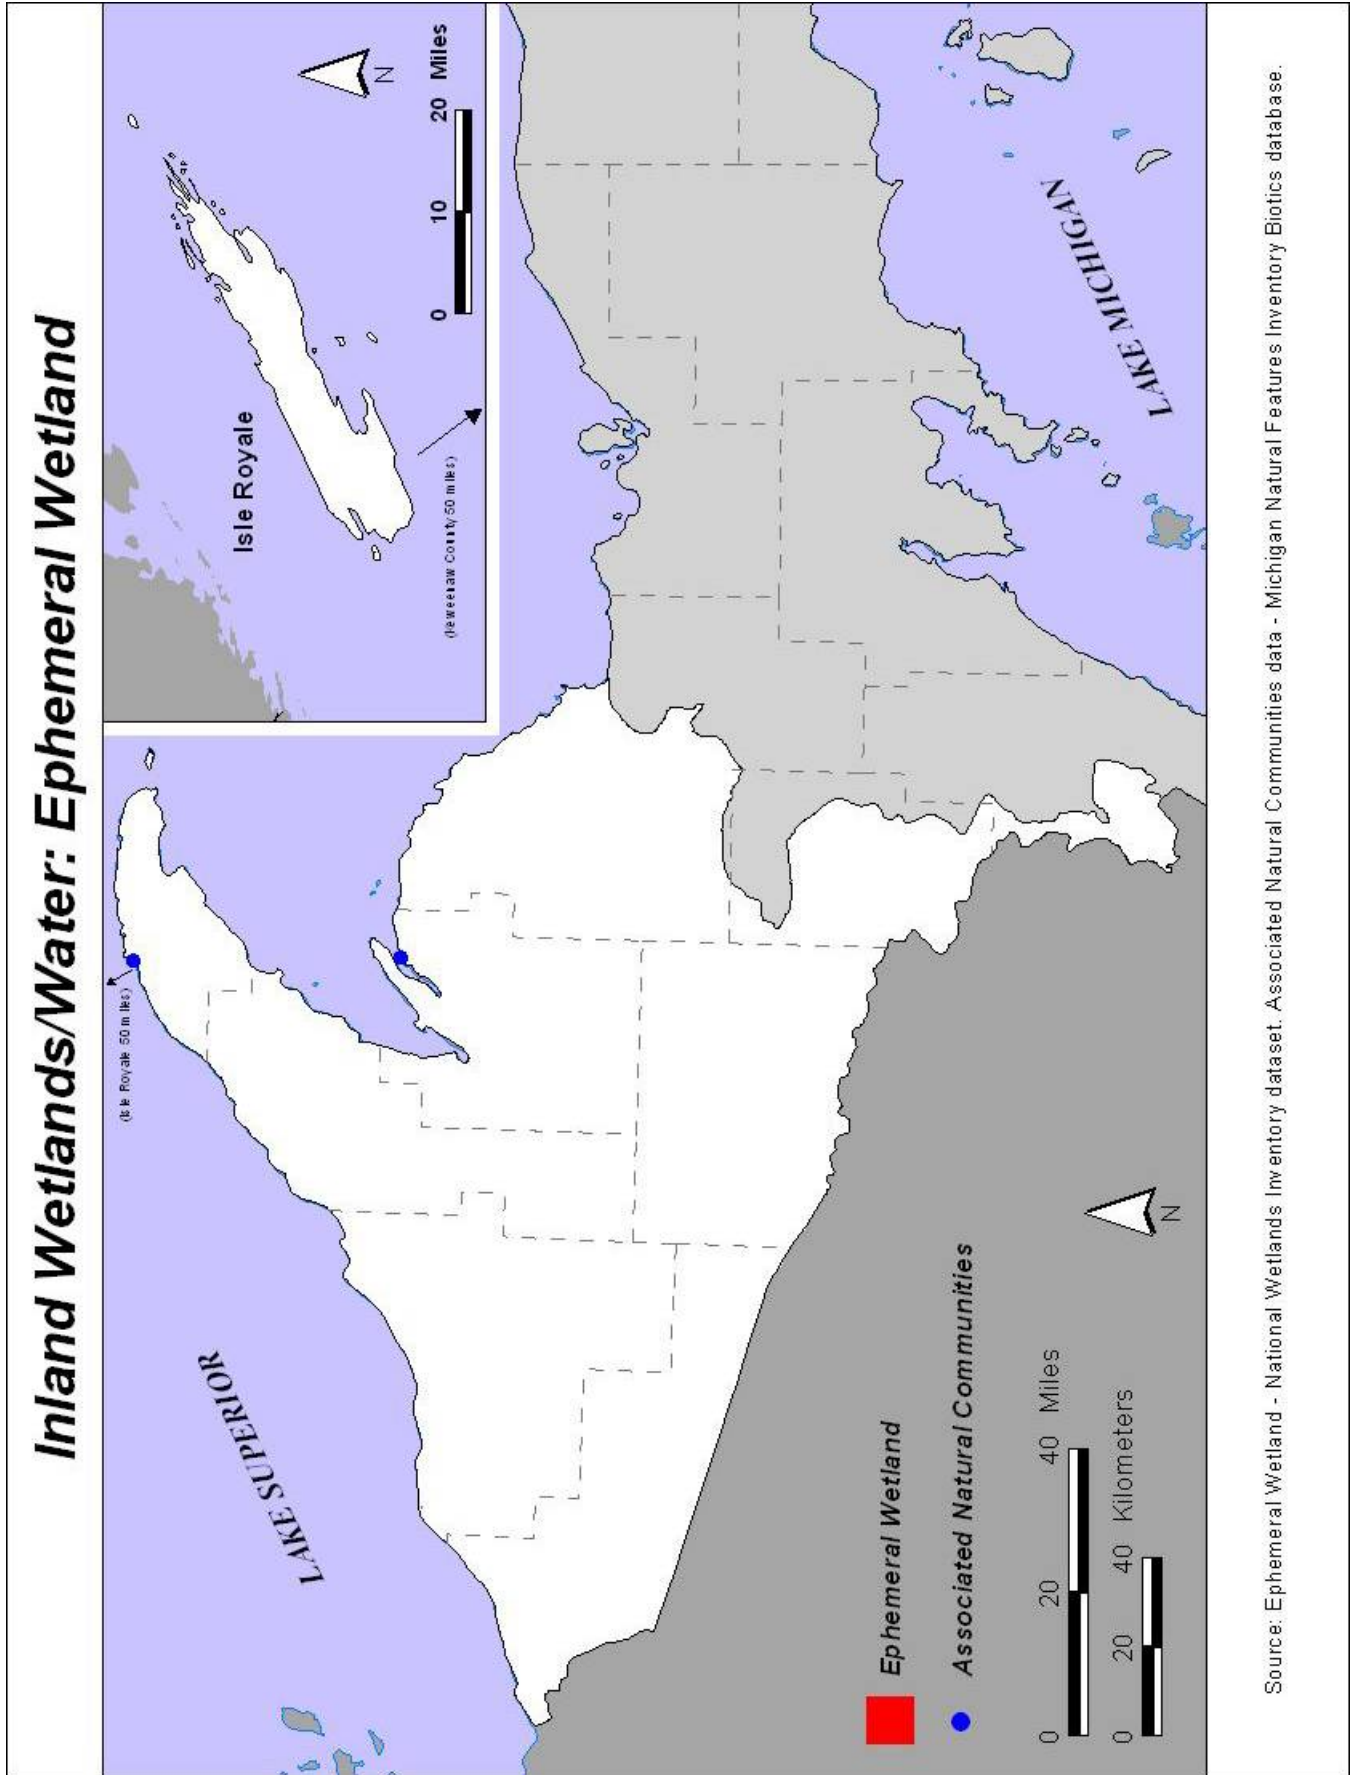 Inland Wetlands/Water: Ephemeral Wetland
LAKE SUPERIOR
(Isle Royale 50 miles)
Isle Royale
(Keweenaw County 50 miles)
N
0 10 20 Miles
LAKE MICHIGAN
Ephemeral Wetland
Associated Natural Communities
0 20 40 Miles
0 20 40 Kilometers
N
Source: Ephemeral Wetland - National Wetlands Inventory dataset. Associated Natural Communities data - Michigan Natural Features Inventory Biotics database.